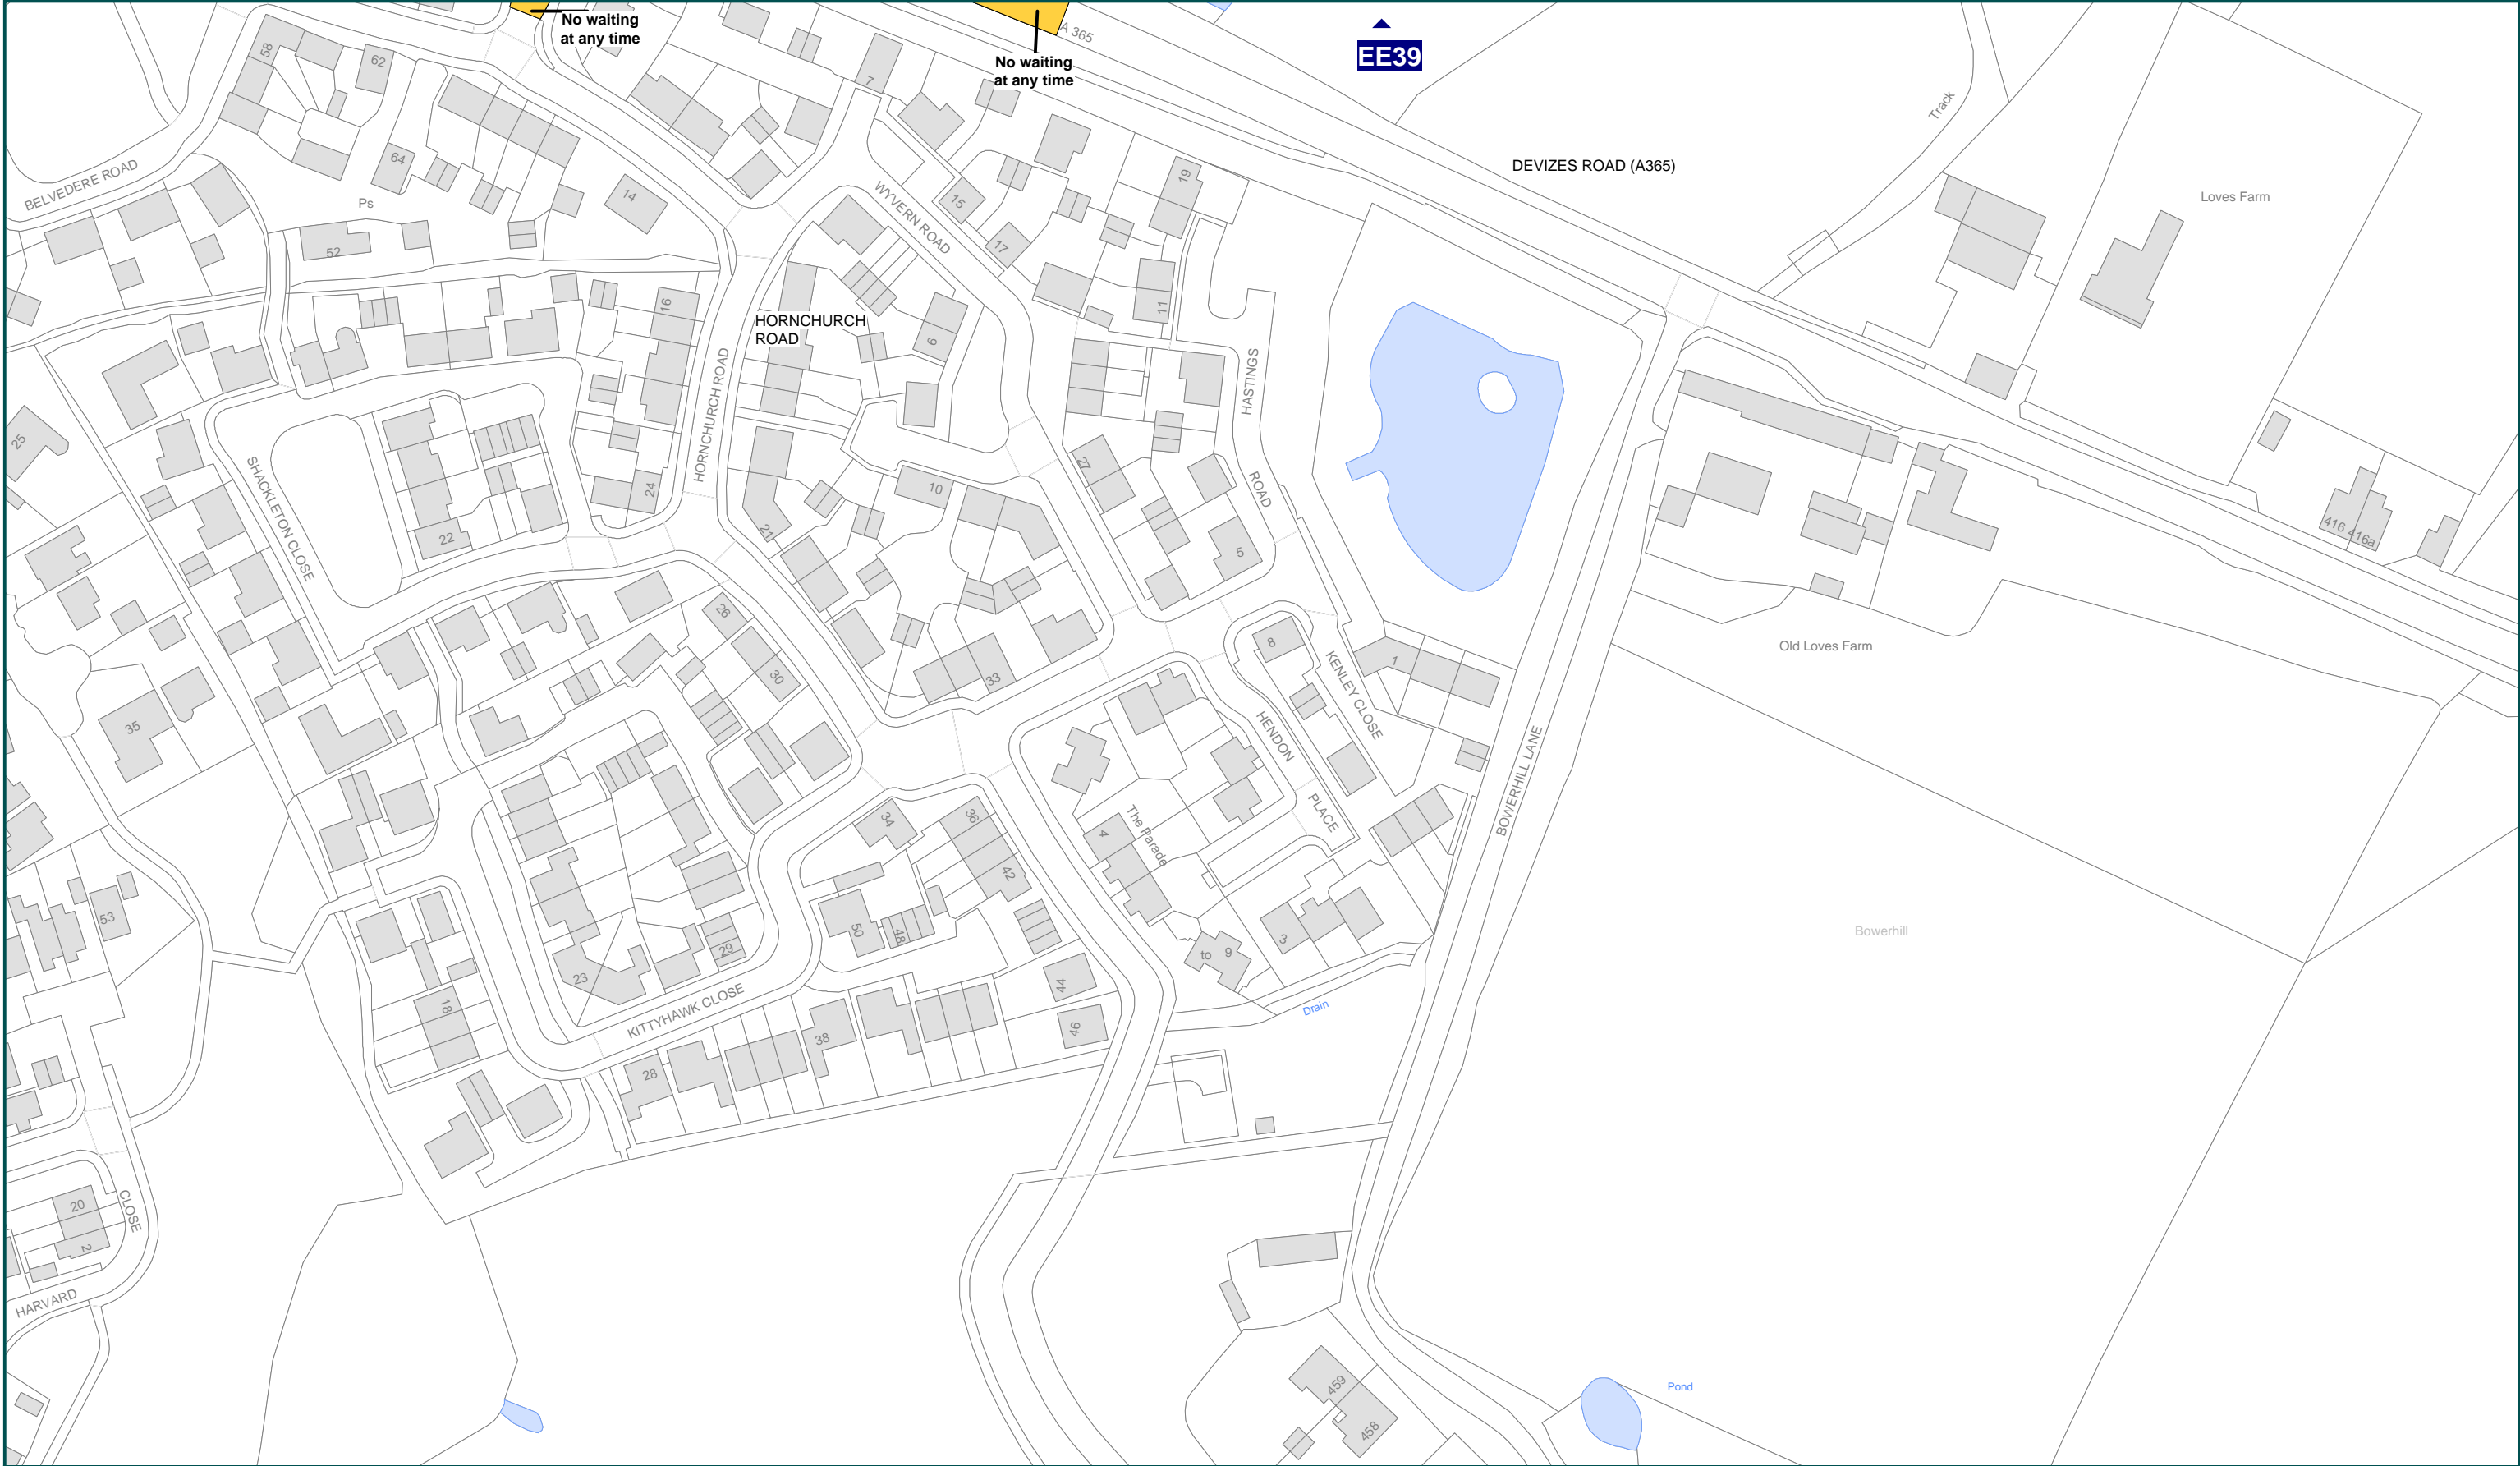 No waiting
at any time
A 365
No waiting
at any time
EE39
58
62
7
Track
DEVIZES ROAD (A365)
Loves Farm
BELVEDERE ROAD
64
Ps
14
15
WYVERN ROAD
19
17
52
16
HORNCHURCH
ROAD
11
6
HORNCHURCH ROAD
HASTINGS
ROAD
25
27
SHACKLETON CLOSE
24
10
21
22
5
416
416a
26
8
KENLEY CLOSE
1
Old Loves Farm
30
33
35
HENDON
PLACE
BOWERHILL LANE
34
36
4
The Parade
42
53
50
48
29
23
3
to
9
Bowerhill
18
KITTYHAWK CLOSE
44
46
Drain
38
28
20
2
CLOSE
HARVARD
459
458
Pond